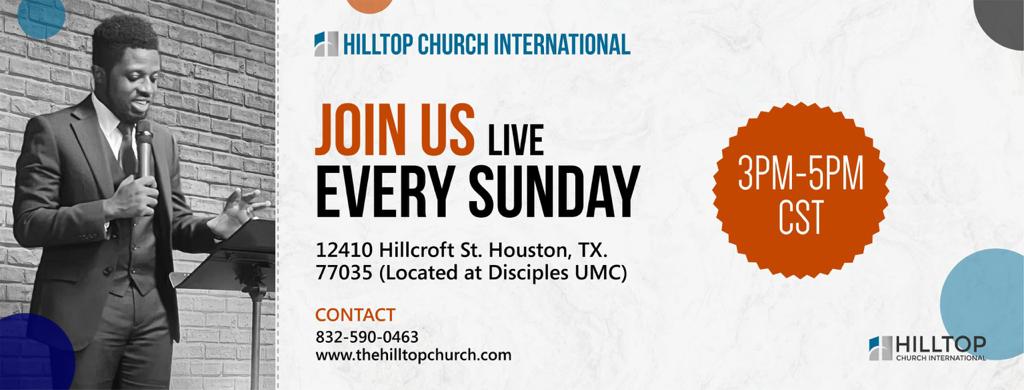 HILLTOP CHURCH INTERNATIONAL
JOIN US LIVE
EVERY SUNDAY
12410 Hillcroft St. Houston, TX.
77035 (Located at Disciples UMC)
CONTACT
832-590-0463
www.thehilltopchurch.com
3PM-5PM
CST
HILLTOP
CHURCH INTERNATIONAL